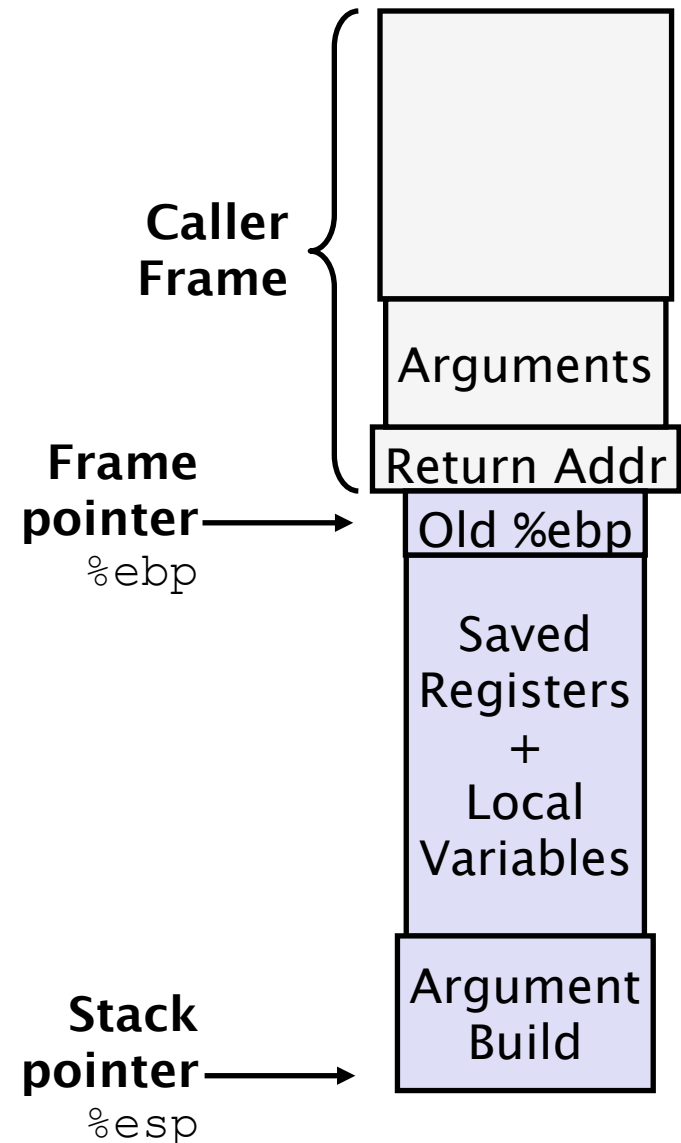 Caller
Frame
Arguments
Return Addr
Frame
pointer
%ebp
Old %ebp
Saved
Registers
+
Local
Variables
Argument
Build
Stack
pointer
%esp